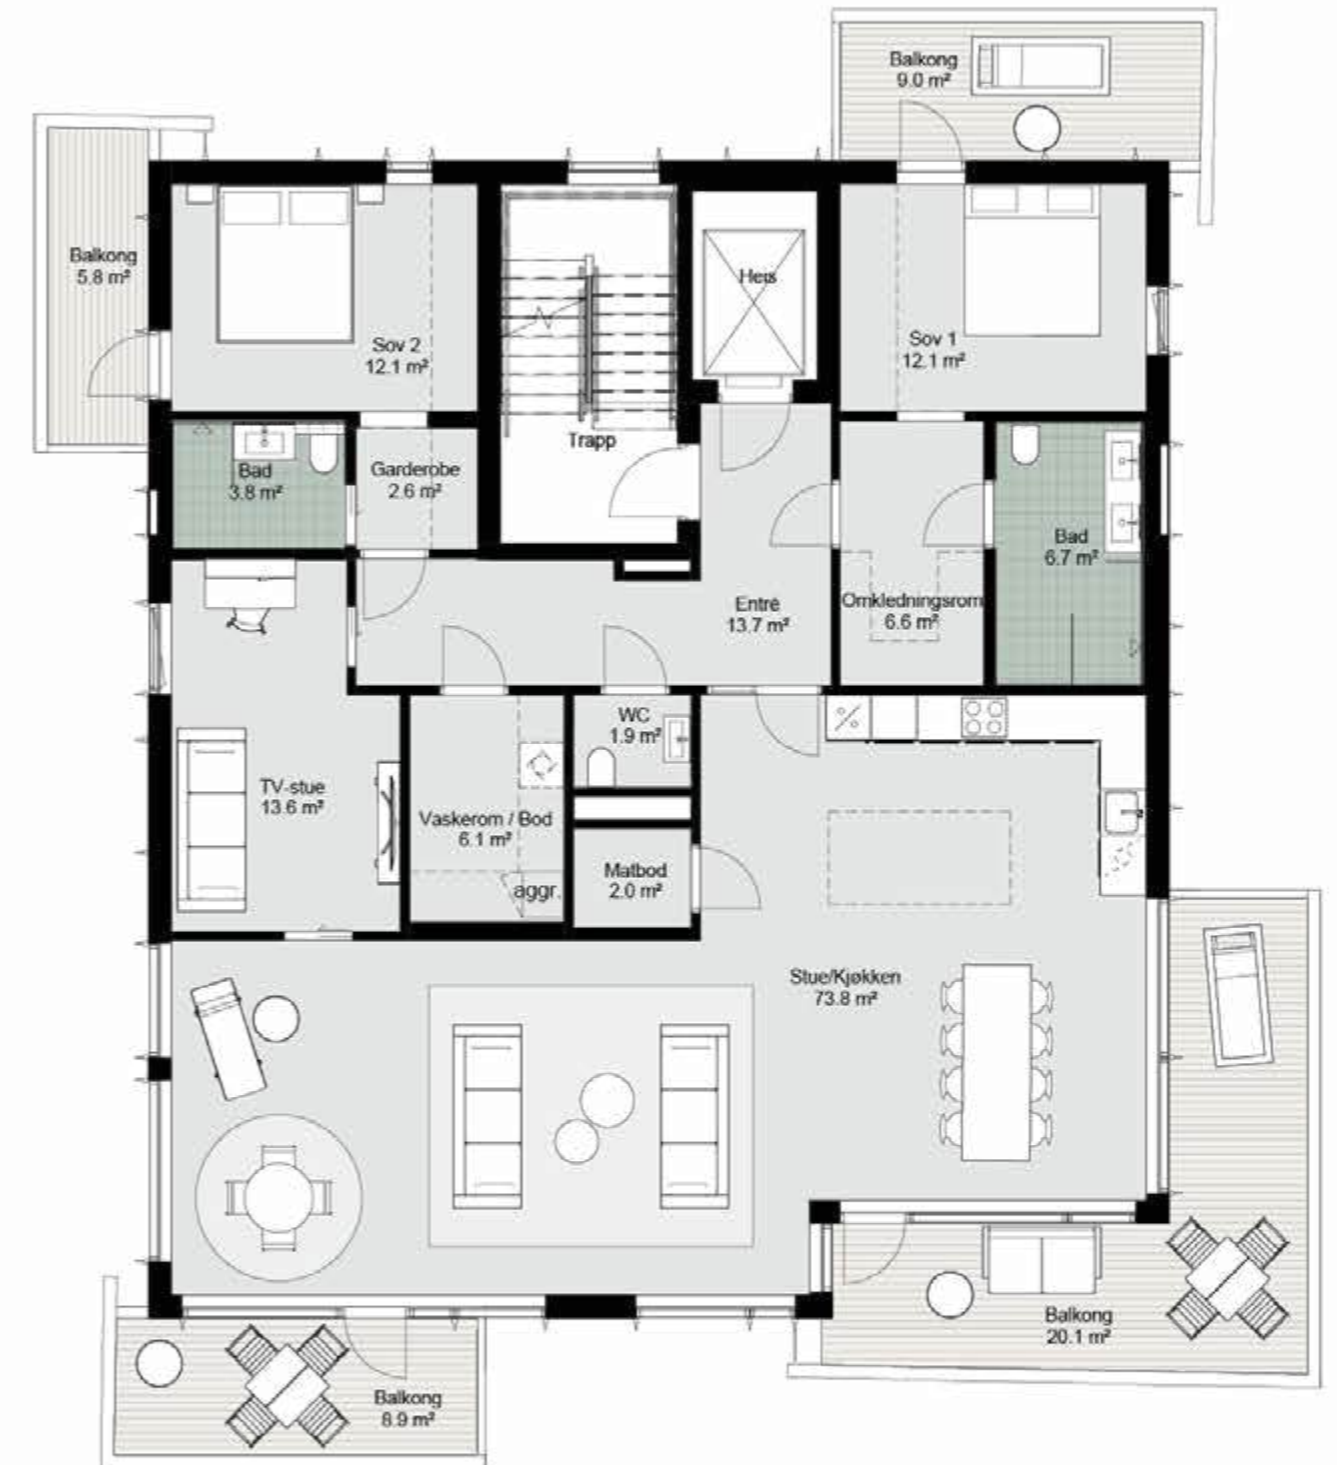 Balkong
9.0 m²
Balkong
5.8 m²
Heis
Sov 2
12.1 m²
Sov 1
12.1 m²
Trapp
Bad
3.8 m²
Garderobe
2.6 m²
Bad
6.7 m²
Entré
13.7 m²
Omkledningsrom
6.6 m²
WC
1.9 m²
TV-stue
13.6 m²
Vaskerom / Bod
6.1 m²
Matbod
2.0 m²
aggr.
Stue/Kjøkken
73.8 m²
Balkong
20.1 m²
Balkong
8.9 m²